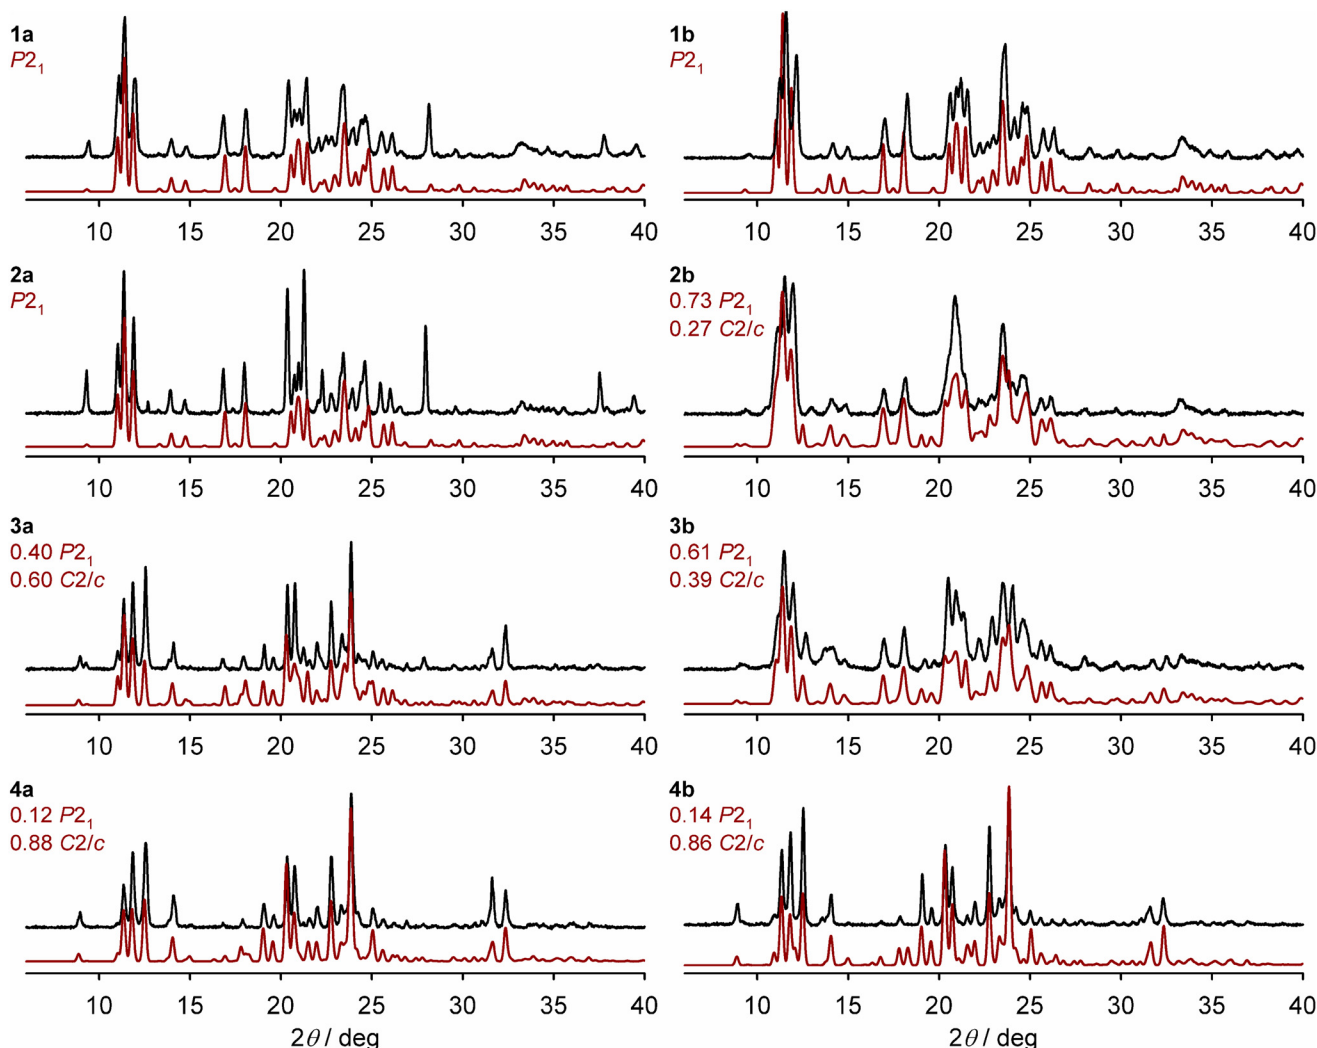 1a
P2₁
10 15 20 25 30 35 40
1b
P2₁
10 15 20 25 30 35 40
2a
P2₁
10 15 20 25 30 35 40
2b
0.73 P2₁
0.27 C2/c
10 15 20 25 30 35 40
3a
0.40 P2₁
0.60 C2/c
10 15 20 25 30 35 40
3b
0.61 P2₁
0.39 C2/c
10 15 20 25 30 35 40
4a
0.12 P2₁
0.88 C2/c
10 15 20 25 30 35 40
2θ / deg
4b
0.14 P2₁
0.86 C2/c
10 15 20 25 30 35 40
2θ / deg